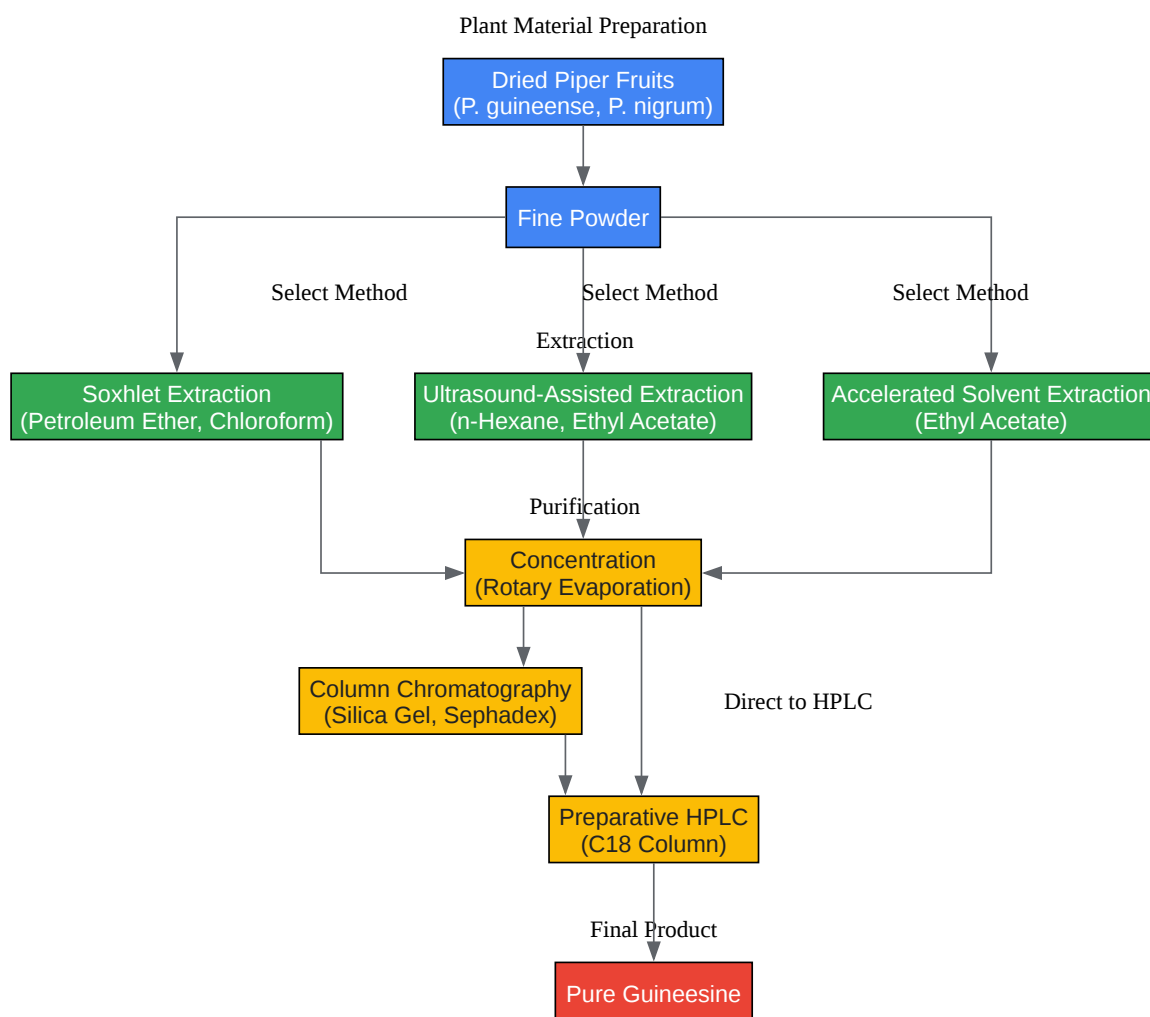 Plant Material Preparation
Dried Piper Fruits
(P. guineense, P. nigrum)
Fine Powder
Select Method
Select Method
Select Method
Extraction
Soxhlet Extraction
(Petroleum Ether, Chloroform)
Ultrasound-Assisted Extraction
(n-Hexane, Ethyl Acetate)
Accelerated Solvent Extraction
(Ethyl Acetate)
Purification
Concentration
(Rotary Evaporation)
Column Chromatography
(Silica Gel, Sephadex)
Direct to HPLC
Preparative HPLC
(C18 Column)
Final Product
Pure Guineesine